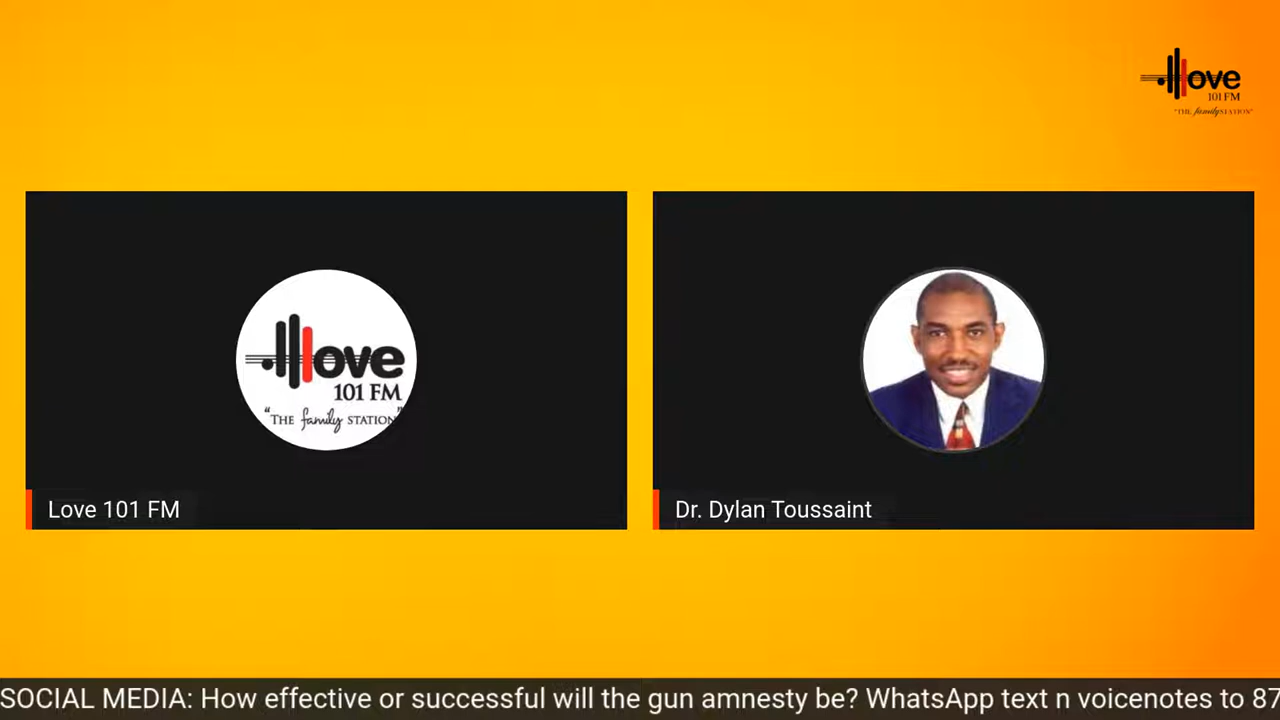 love
101 FM
"THE family STATION"
love
101 FM
"THE family STATION"
Love 101 FM
Dr. Dylan Toussaint
SOCIAL MEDIA: How effective or successful will the gun amnesty be? WhatsApp text n voicenotes to 87